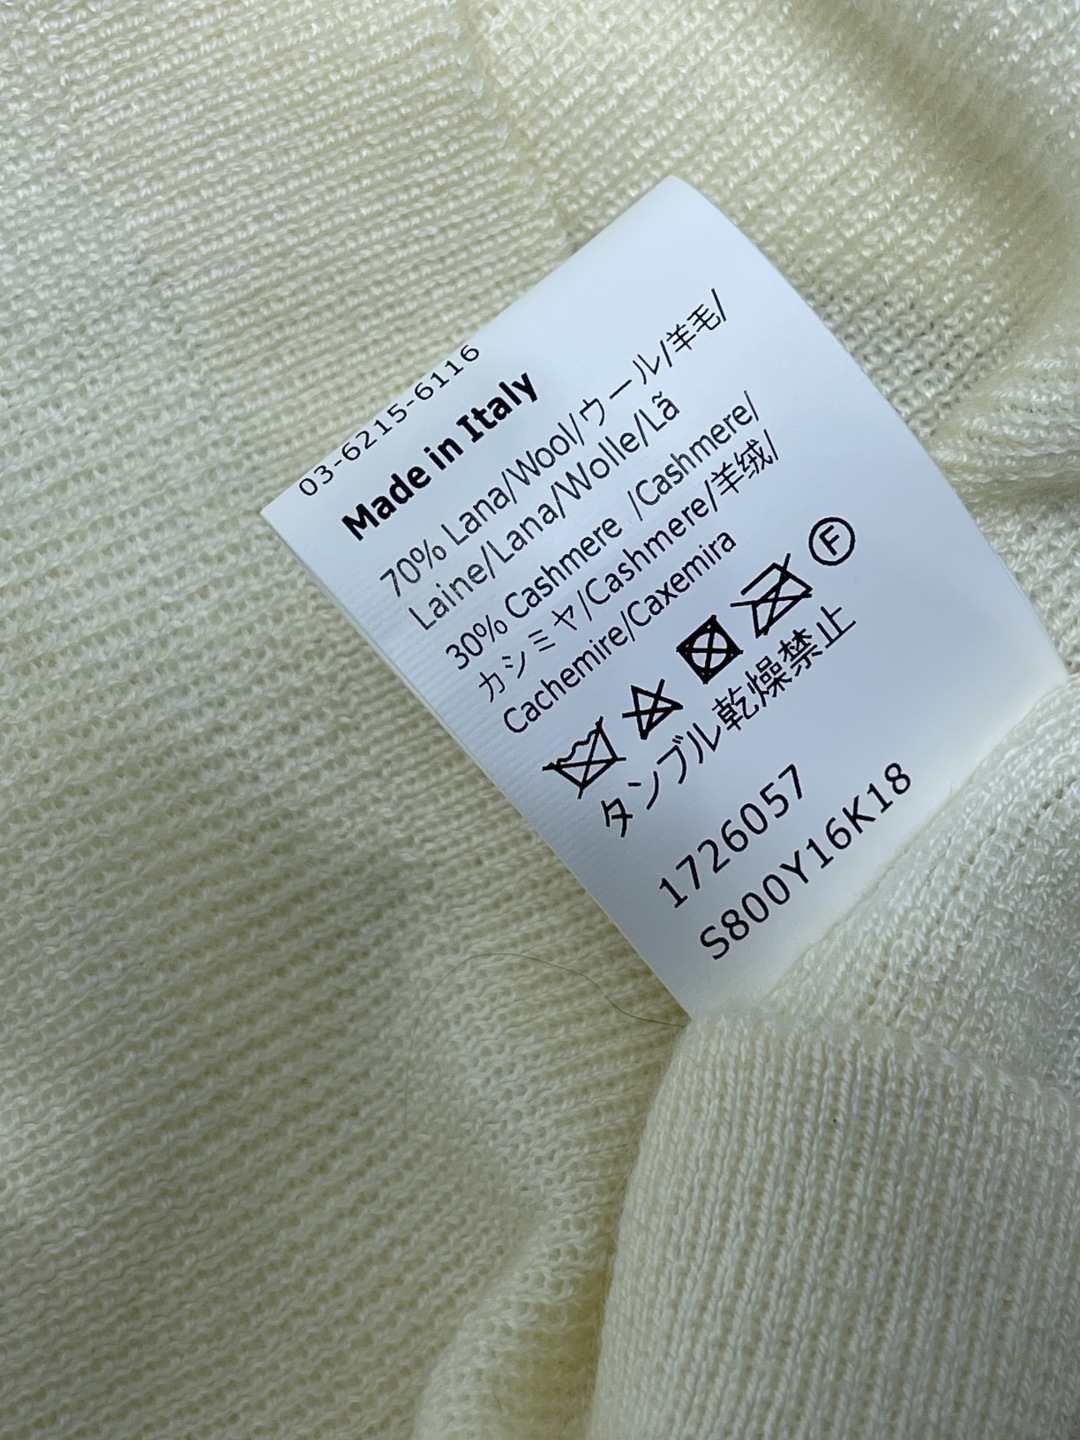 03-6215-6116
Made in Italy
70% Lana/Wool/ウール/羊毛/
Laine/Lana/Wolle/Lã
30% Cashmere /Cashmere/
カシミヤ/Cashmere/羊绒/
Cachemire/Caxemira
F
タンブル乾燥禁止
1726057
S800Y16K18